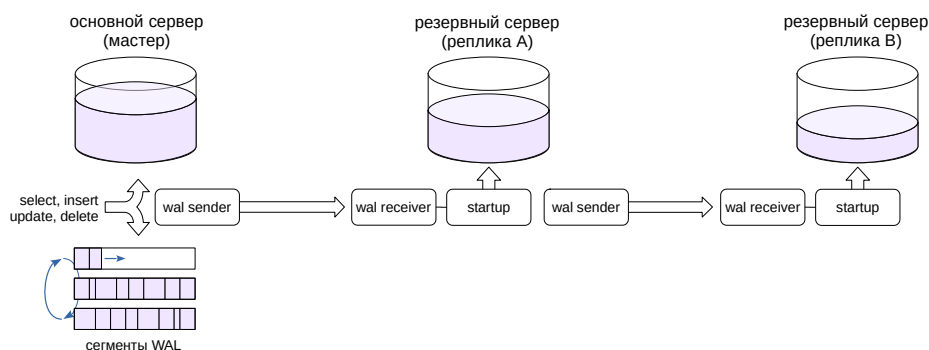 основной сервер
(мастер)
резервный сервер
(реплика A)
резервный сервер
(реплика B)
select, insert
update, delete
wal sender
wal receiver
startup
wal sender
wal receiver
startup
сегменты WAL